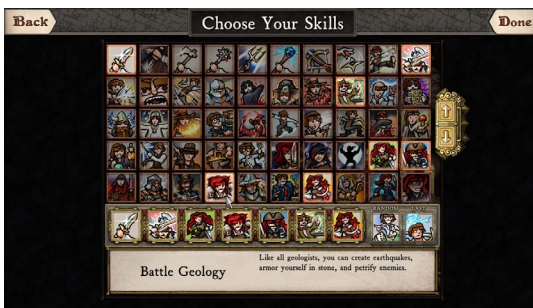 Back
Choose Your Skills
Done
RANDOM
LAST
Battle Geology
Like all geologists, you can create earthquakes,
armor yourself in stone, and petrify enemies.